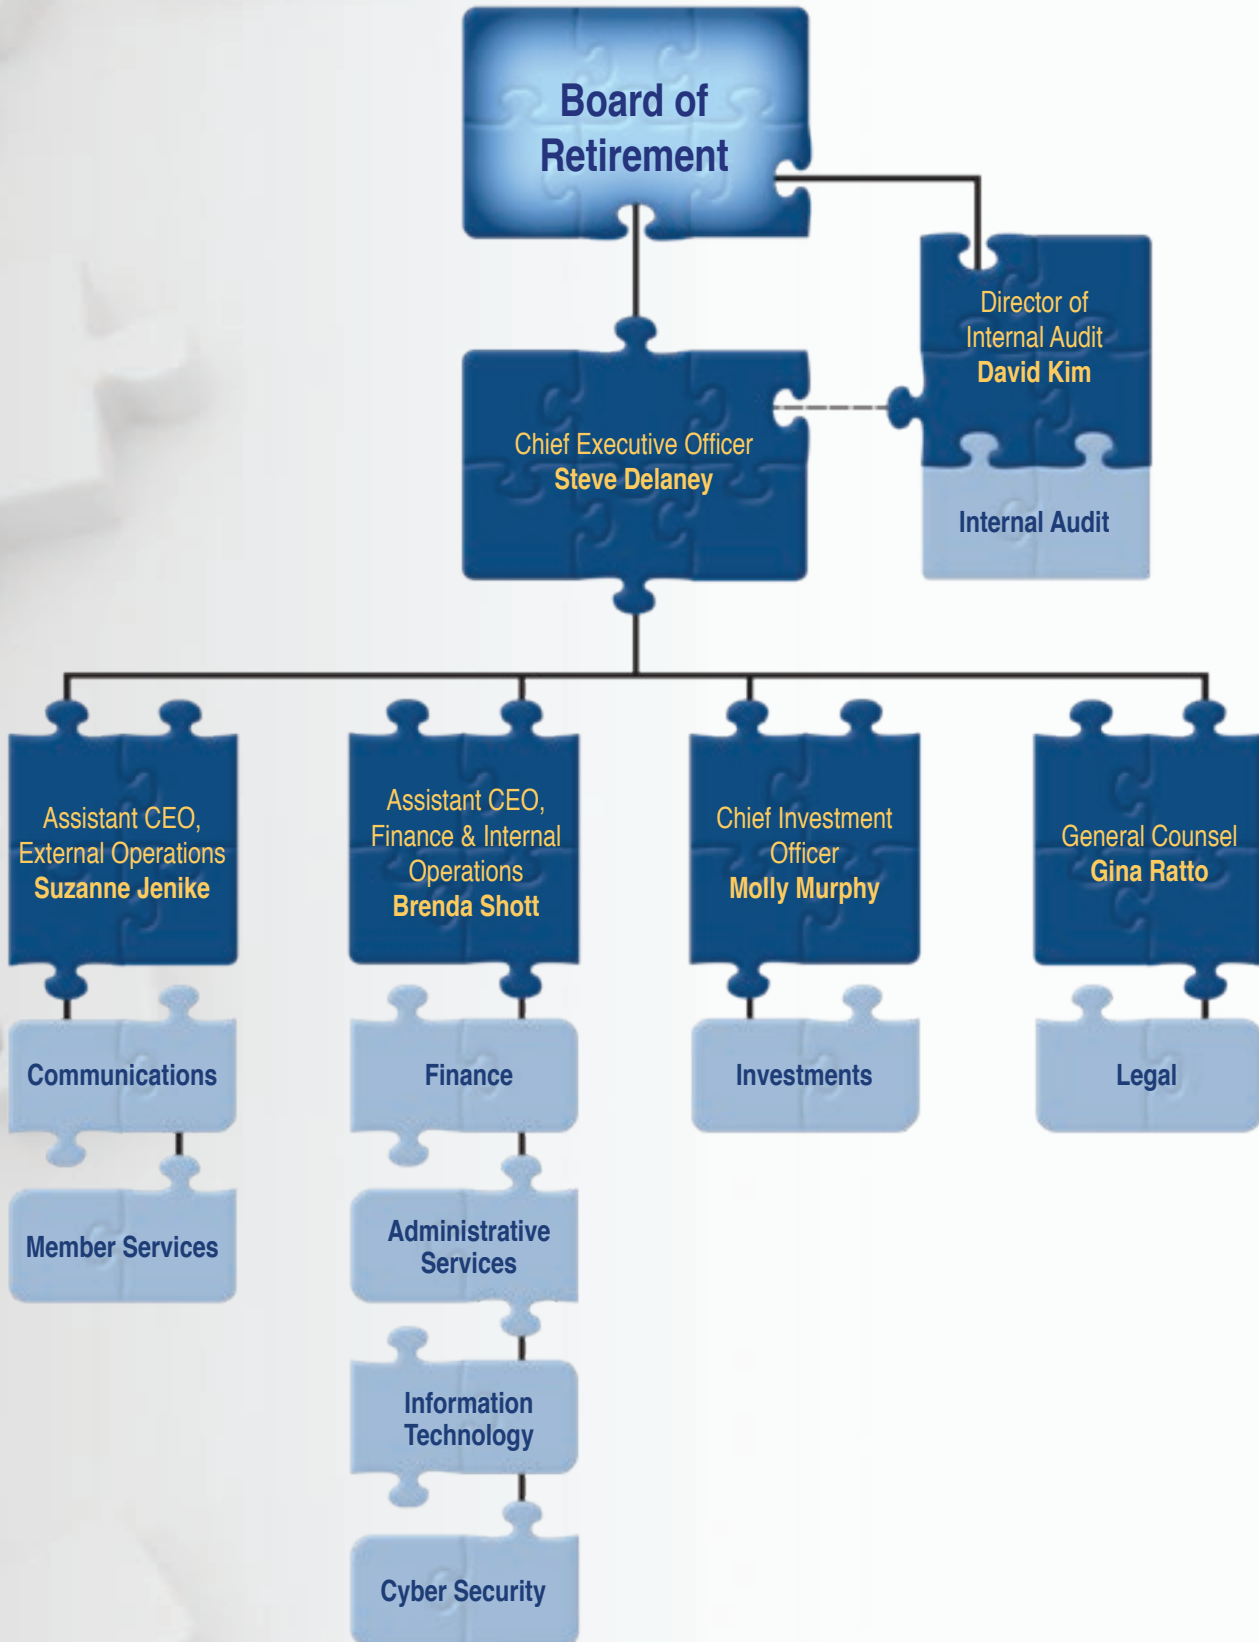 Board of
Retirement
Director of
Internal Audit
David Kim
Internal Audit
Chief Executive Officer
Steve Delaney
Assistant CEO,
External Operations
Suzanne Jenike
Assistant CEO,
Finance & Internal
Operations
Brenda Shott
Chief Investment
Officer
Molly Murphy
General Counsel
Gina Ratto
Communications
Finance
Investments
Legal
Member Services
Administrative
Services
Information
Technology
Cyber Security